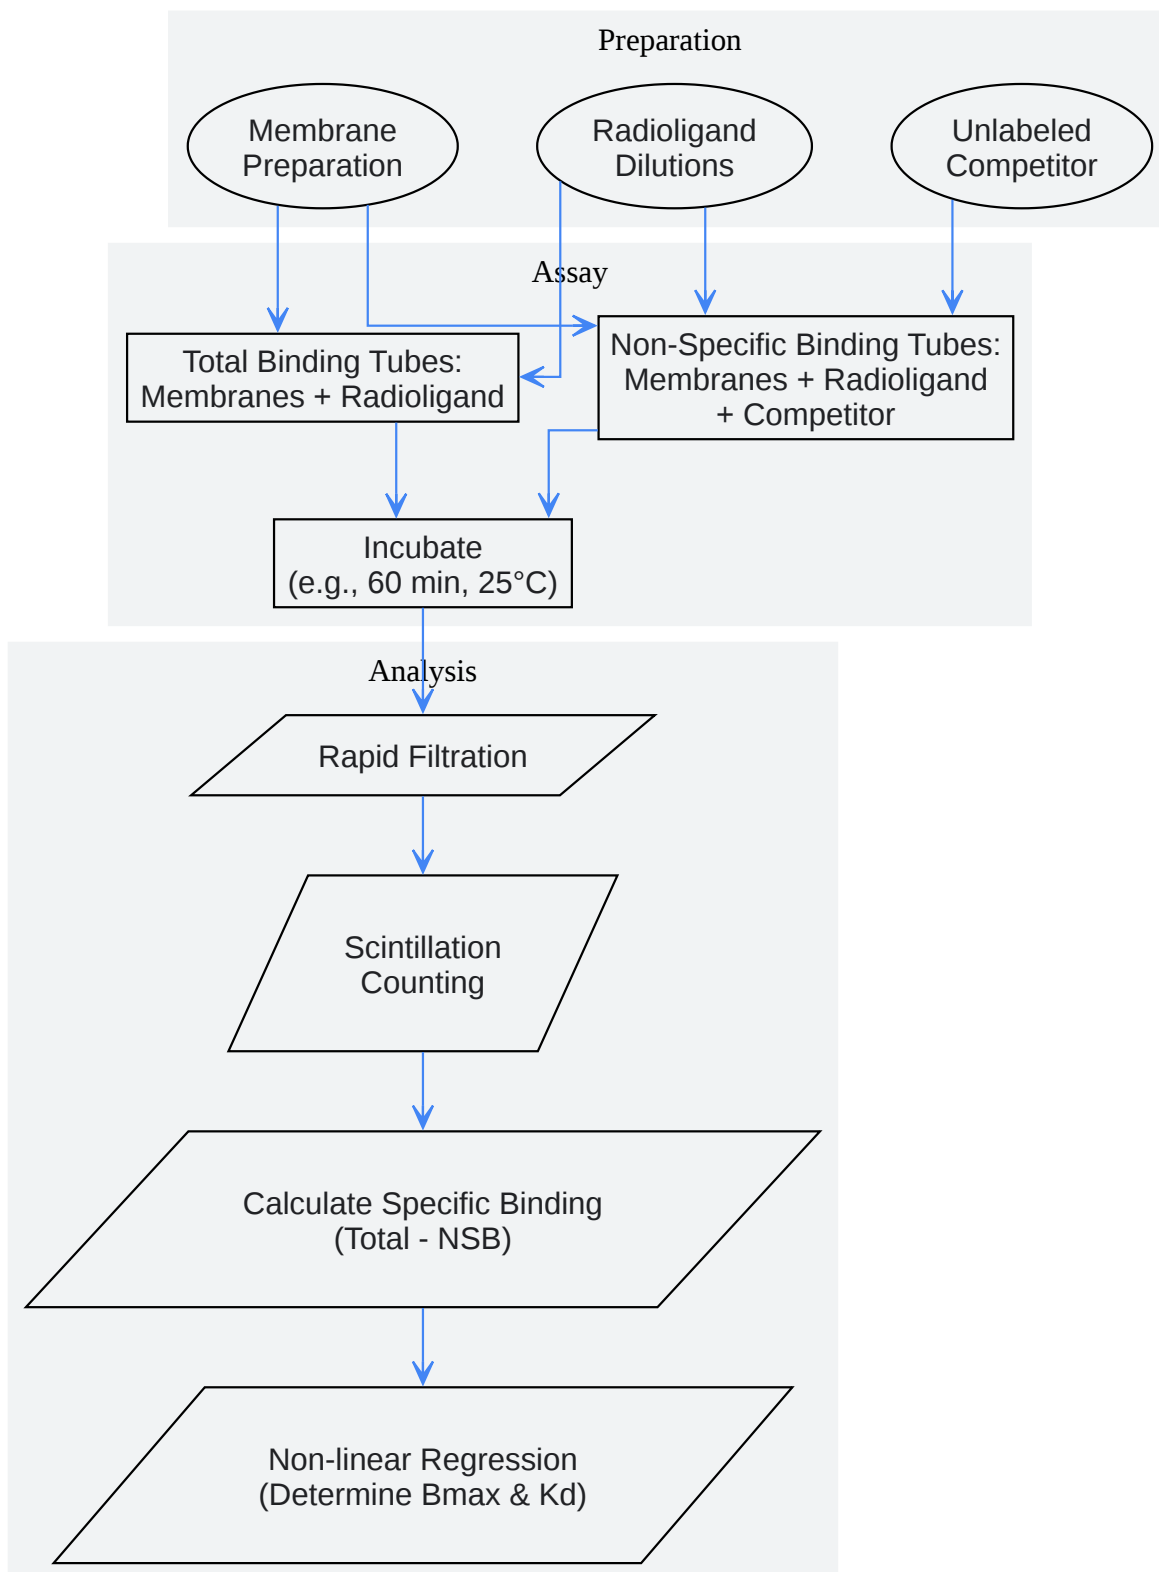 Preparation
Membrane
Preparation
Radioligand
Dilutions
Unlabeled
Competitor
Assay
Total Binding Tubes:
Membranes + Radioligand
Non-Specific Binding Tubes:
Membranes + Radioligand
+ Competitor
Incubate
(e.g., 60 min, 25°C)
Analysis
Rapid Filtration
Scintillation
Counting
Calculate Specific Binding
(Total - NSB)
Non-linear Regression
(Determine Bmax & Kd)